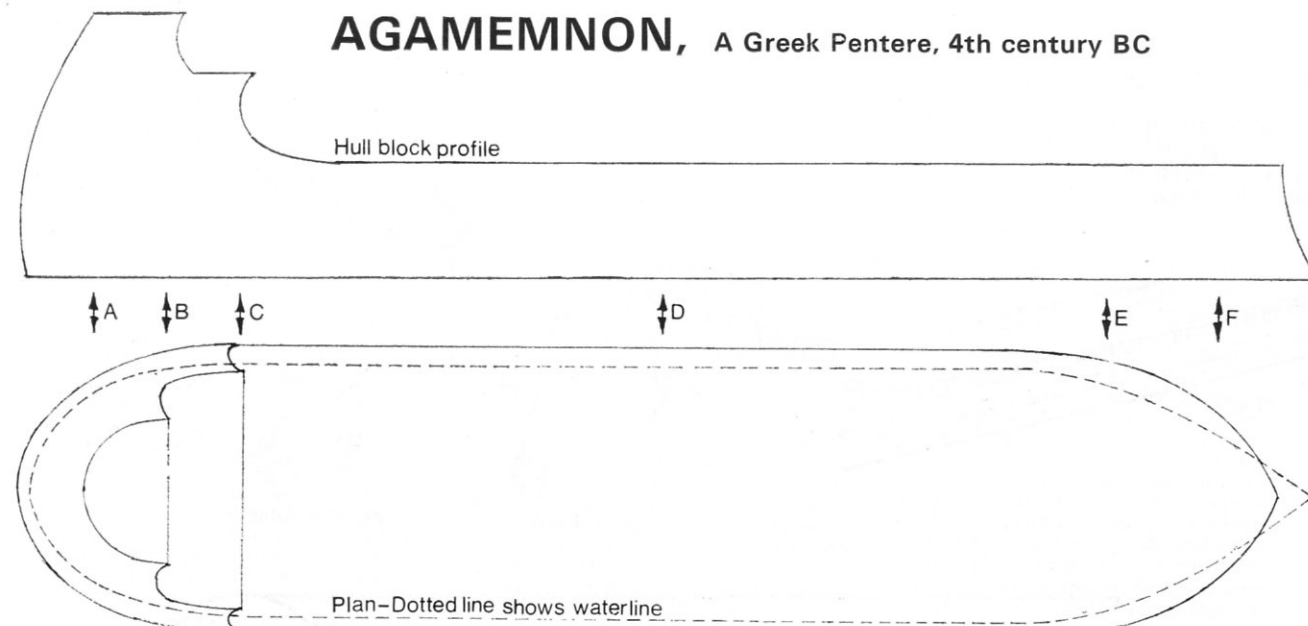 AGAMEMNON, A Greek Pentere, 4th century BC
Hull block profile
A B C D E F
Plan-Dotted line shows waterline